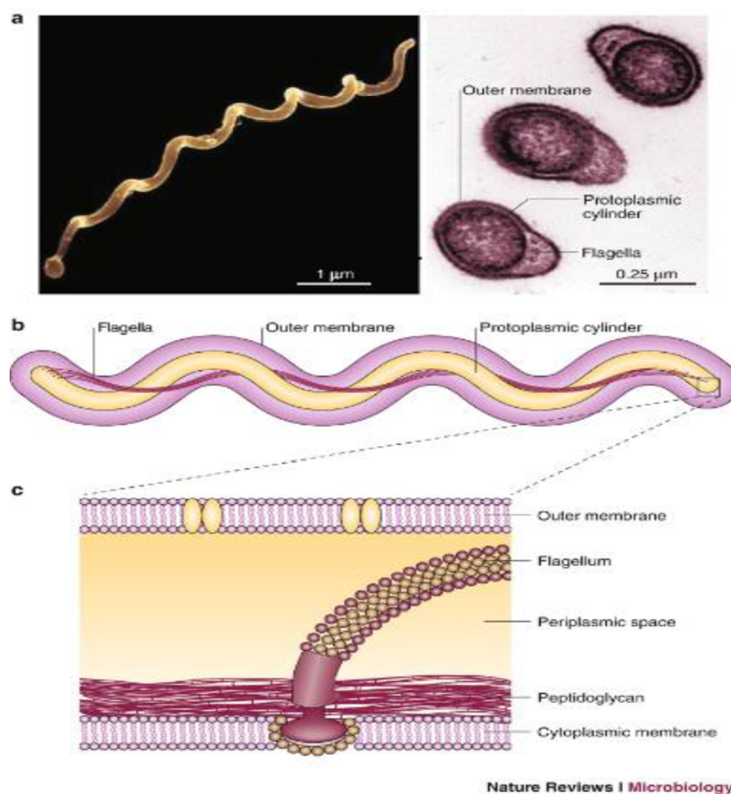 a
Outer membrane
Protoplasmic
cylinder
Flagella
1 μm
0.25 μm
b
Flagella
Outer membrane
Protoplasmic cylinder
c
Outer membrane
Flagellum
Periplasmic space
Peptidoglycan
Cytoplasmic membrane
Nature Reviews | Microbiology